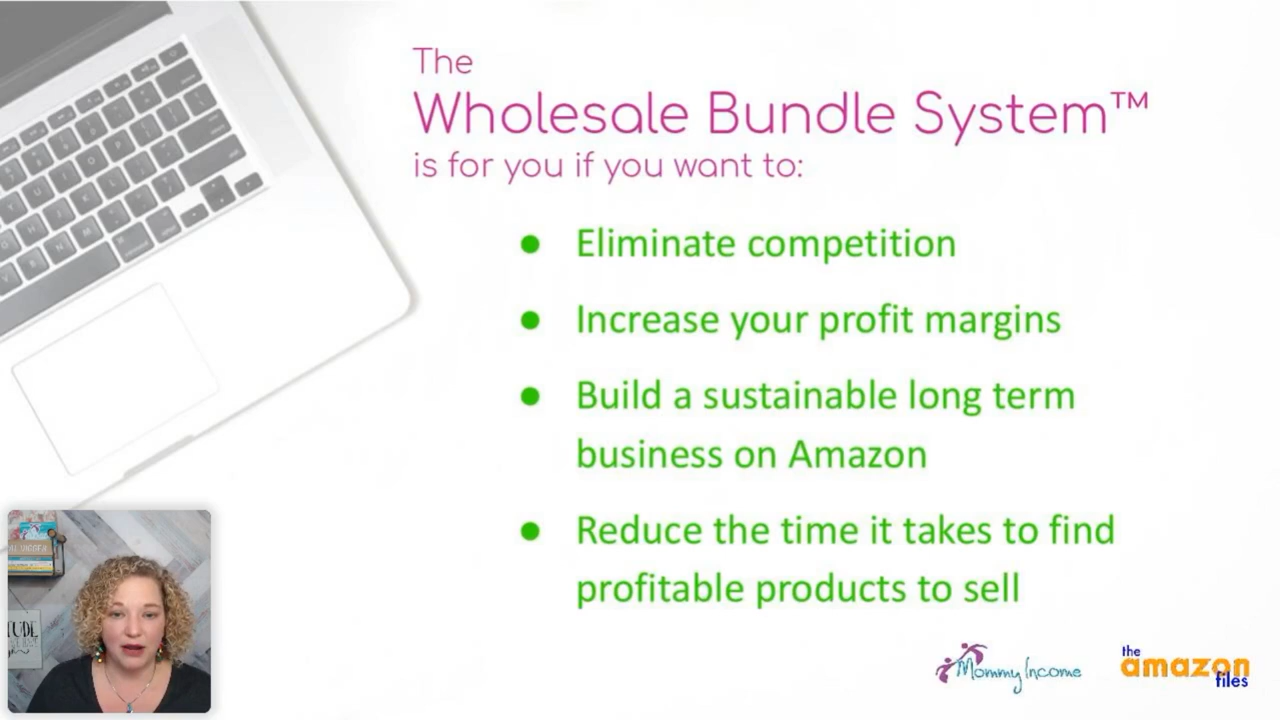 The
Wholesale Bundle System™
is for you if you want to:
● Eliminate competition
● Increase your profit margins
● Build a sustainable long term
business on Amazon
● Reduce the time it takes to find
profitable products to sell
Mommy Income
the
amazon
files